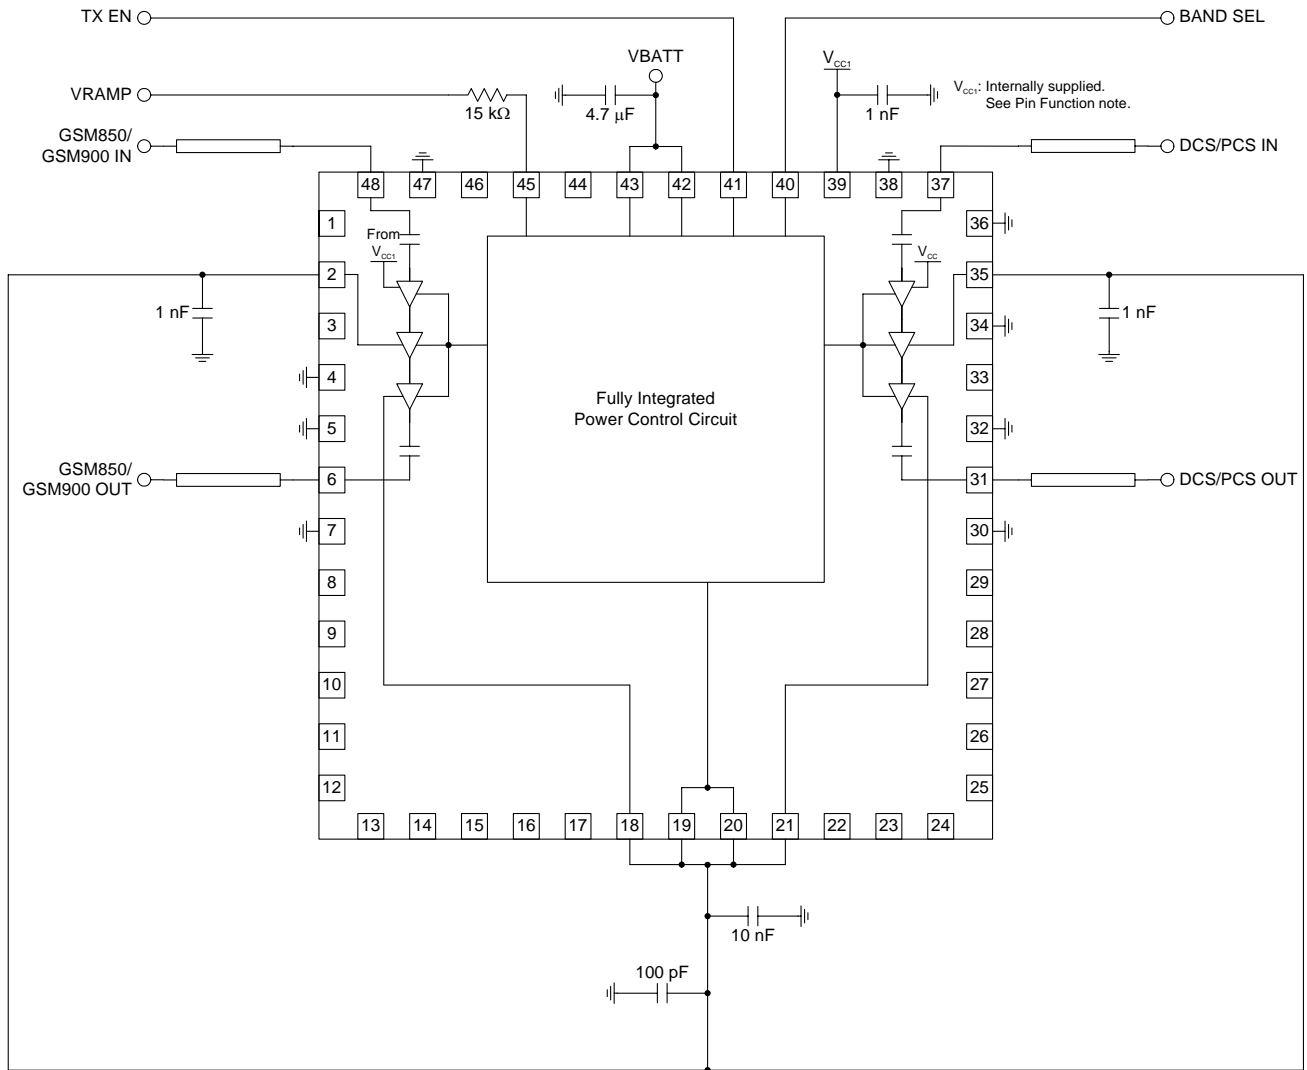 TX EN
BAND SEL
VBATT
VCC1
VRAMP
15 kΩ
4.7 μF
1 nF
VCC1: Internally supplied.
See Pin Function note.
GSM850/
GSM900 IN
DCS/PCS IN
48 47 46 45 44 43 42 41 40 39 38 37
1
36
From
VCC1
VCC
2
35
1 nF
1 nF
3
34
4
33
Fully Integrated
Power Control Circuit
5
32
GSM850/
GSM900 OUT
6
31
DCS/PCS OUT
7
30
8
29
9
28
10
27
11
26
12
25
13 14 15 16 17 18 19 20 21 22 23 24
10 nF
100 pF